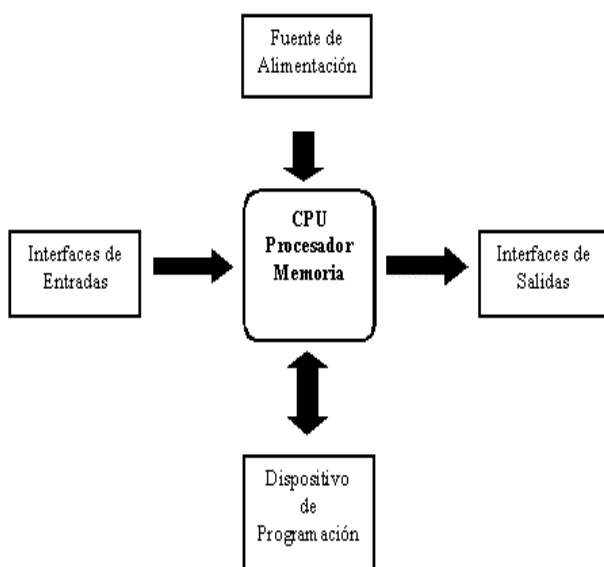 Fuente de
Alimentación
CPU
Procesador
Memoria
Interfaces de
Entradas
Interfaces de
Salidas
Dispositivo
de
Programación